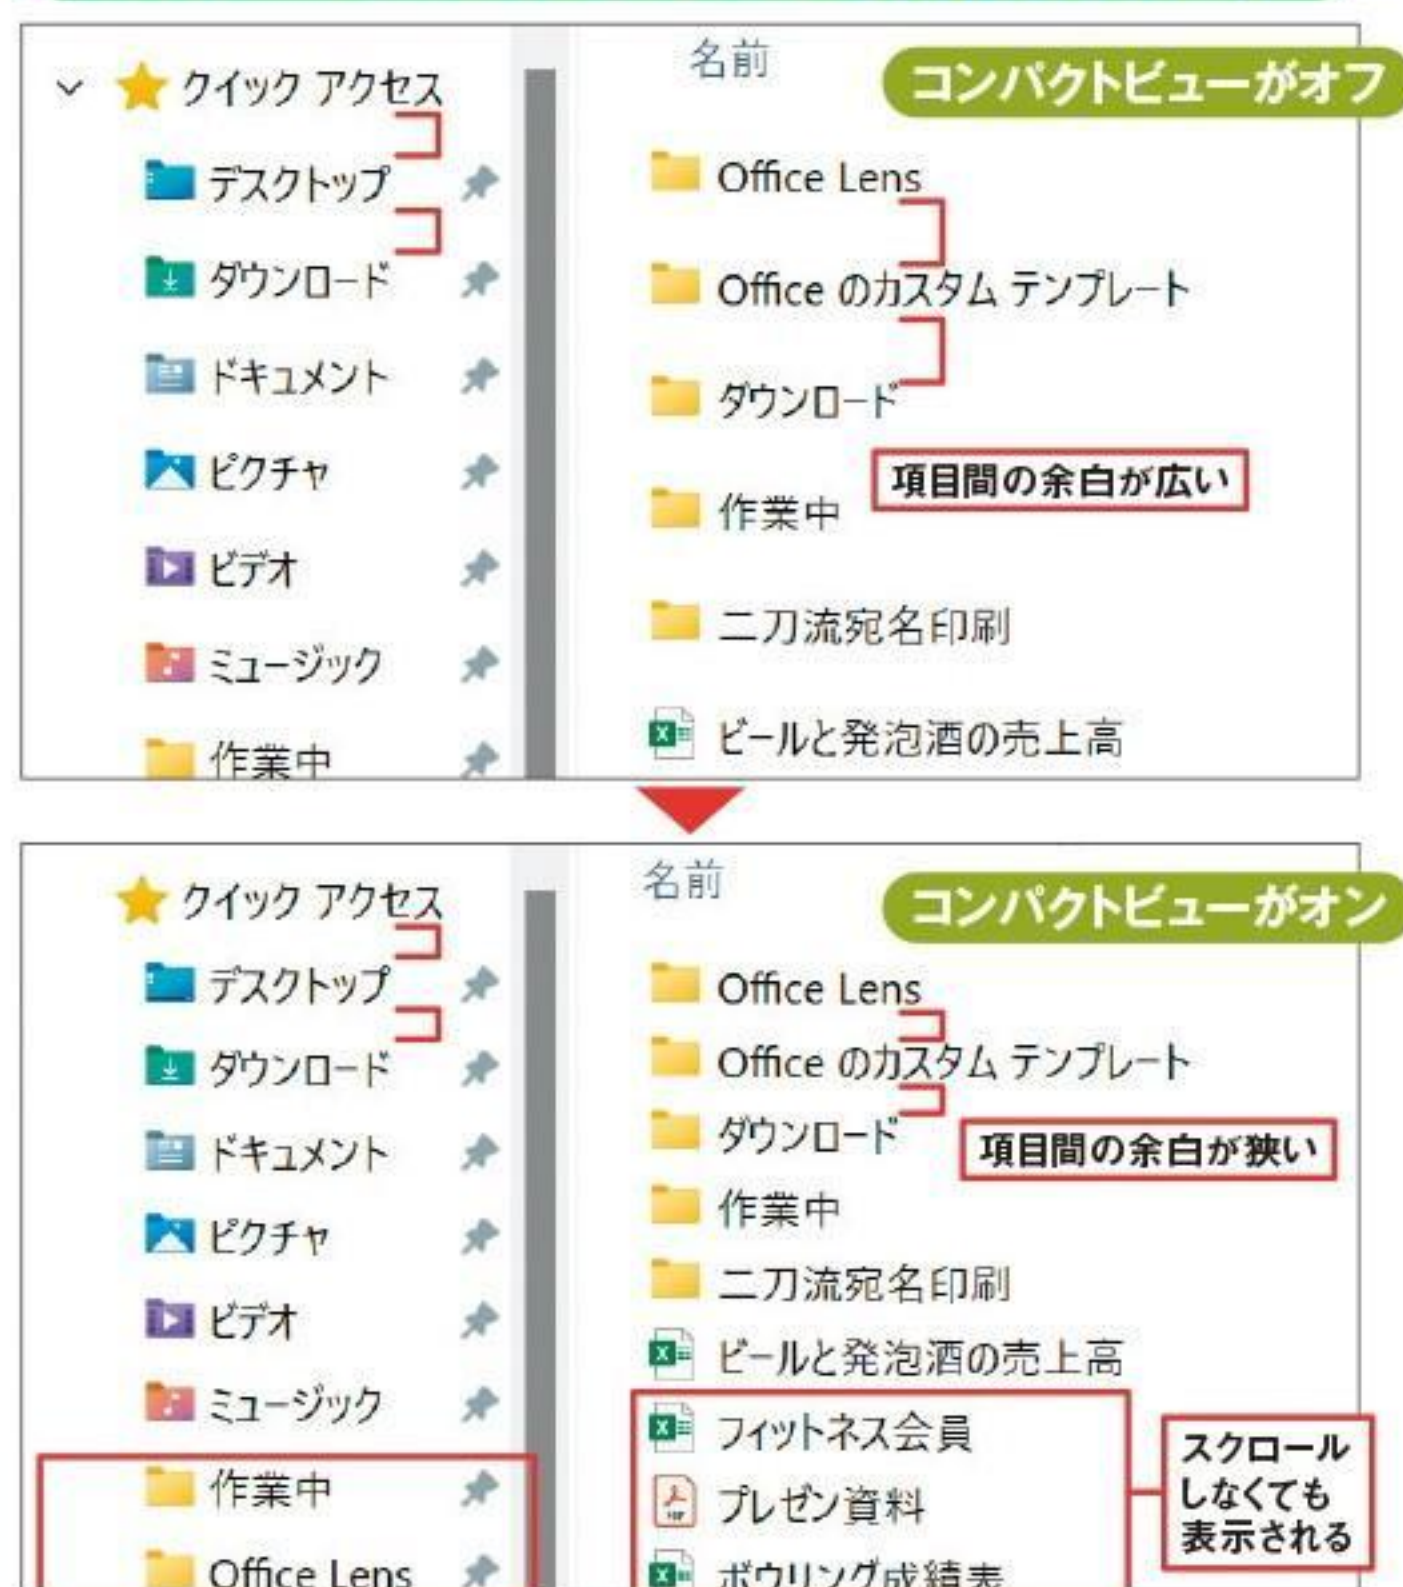 名前
コンパクトビューがオフ
クイック アクセス
デスクトップ
ダウンロード
ドキュメント
ピクチャ
ビデオ
ミュージック
作業中
Office Lens
Office のカスタム テンプレート
ダウンロード
項目間の余白が広い
作業中
二刀流宛名印刷
ビールと発泡酒の売上高
名前
コンパクトビューがオン
クイック アクセス
デスクトップ
ダウンロード
ドキュメント
ピクチャ
ビデオ
ミュージック
作業中
Office Lens
Office Lens
Office のカスタム テンプレート
ダウンロード
項目間の余白が狭い
作業中
二刀流宛名印刷
ビールと発泡酒の売上高
フィットネス会員
プレゼン資料
ボウリング成績表
スクロール
しなくても
表示される